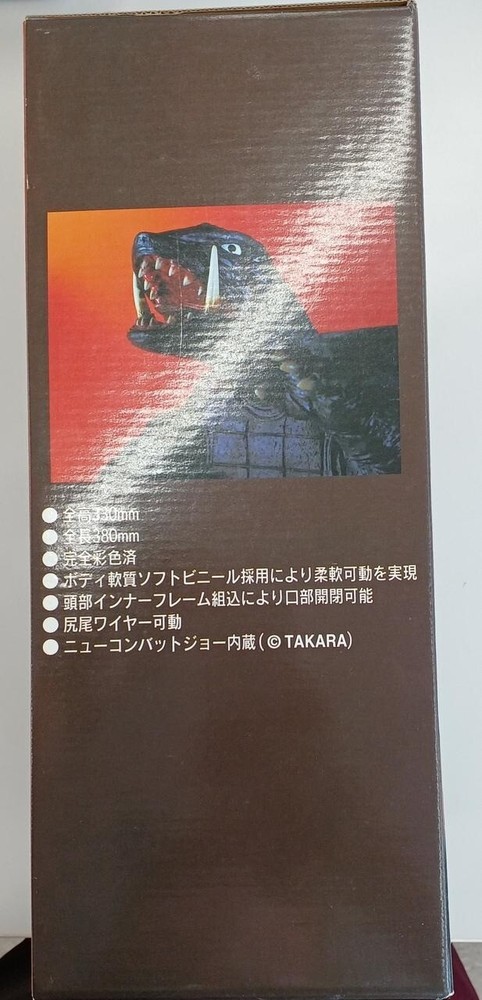 ●全高330mm
●全長380mm
●完全彩色済
●ボディ軟質ソフトビニール採用により柔軟可動を実現
●頭部インナーフレーム組込により口部開閉可能
●尻尾ワイヤー可動
●ニューコンバットジョー内蔵(©TAKARA)